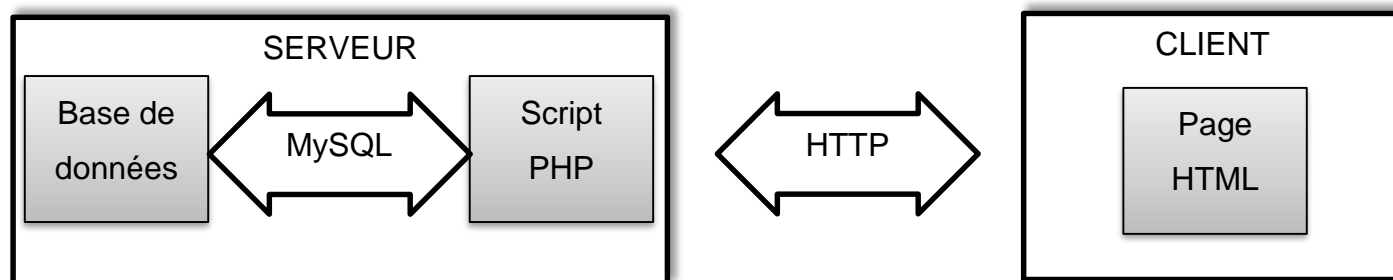 SERVEUR
Base de
données
MySQL
Script
PHP
HTTP
CLIENT
Page
HTML